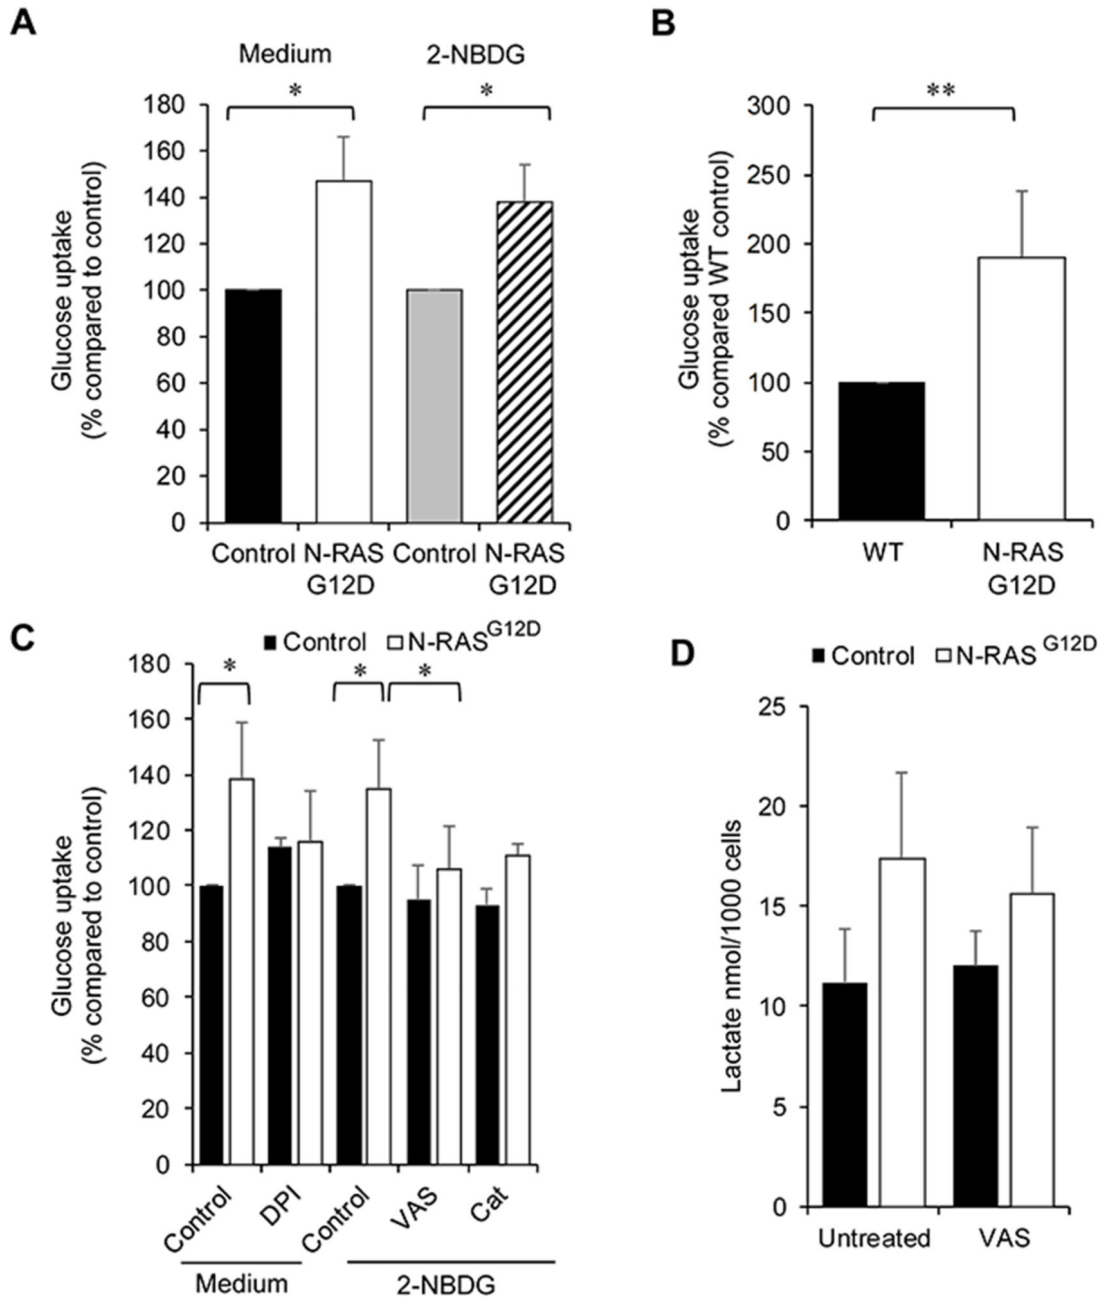 A
Medium 2-NBDG
* *
Glucose uptake
(% compared to control)
180
160
140
120
100
80
60
40
20
0
Control N-RAS Control N-RAS
G12D G12D
B
**
Glucose uptake
(% compared WT control)
300
250
200
150
100
50
0
WT N-RAS
G12D
C
Control N-RAS G12D
* * *
Glucose uptake
(% compared to control)
180
160
140
120
100
80
60
40
20
0
Control DPI Control VAS Cat
Medium 2-NBDG
D
Control N-RAS G12D
Lactate nmol/1000 cells
25
20
15
10
5
0
Untreated VAS